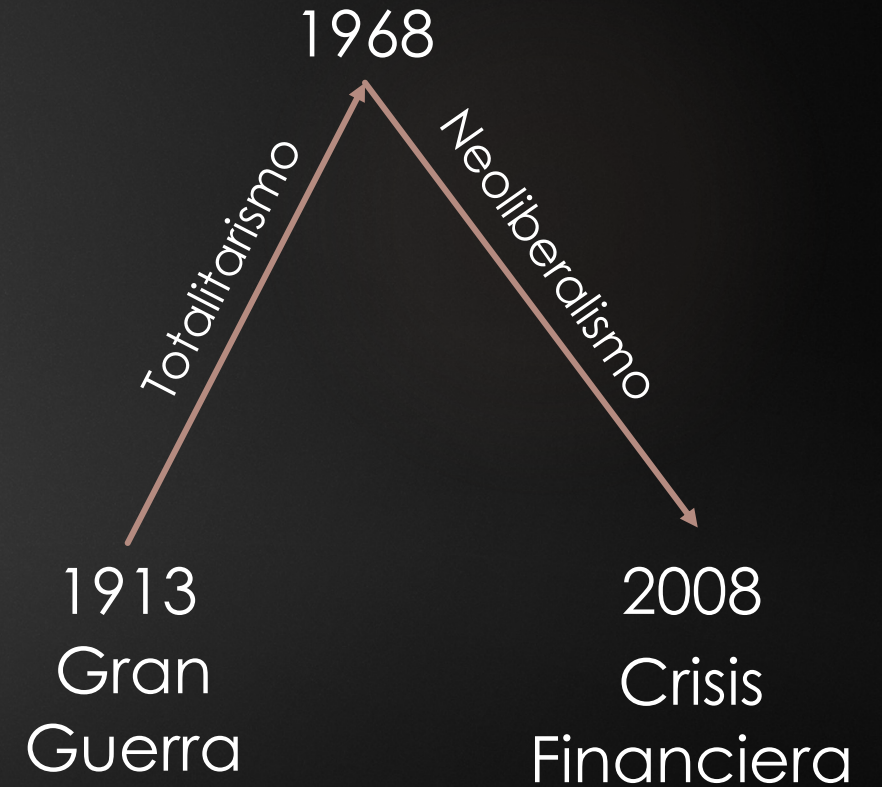 1968
Totalitarismo
Neoliberalismo
1913
Gran
Guerra
2008
Crisis
Financiera